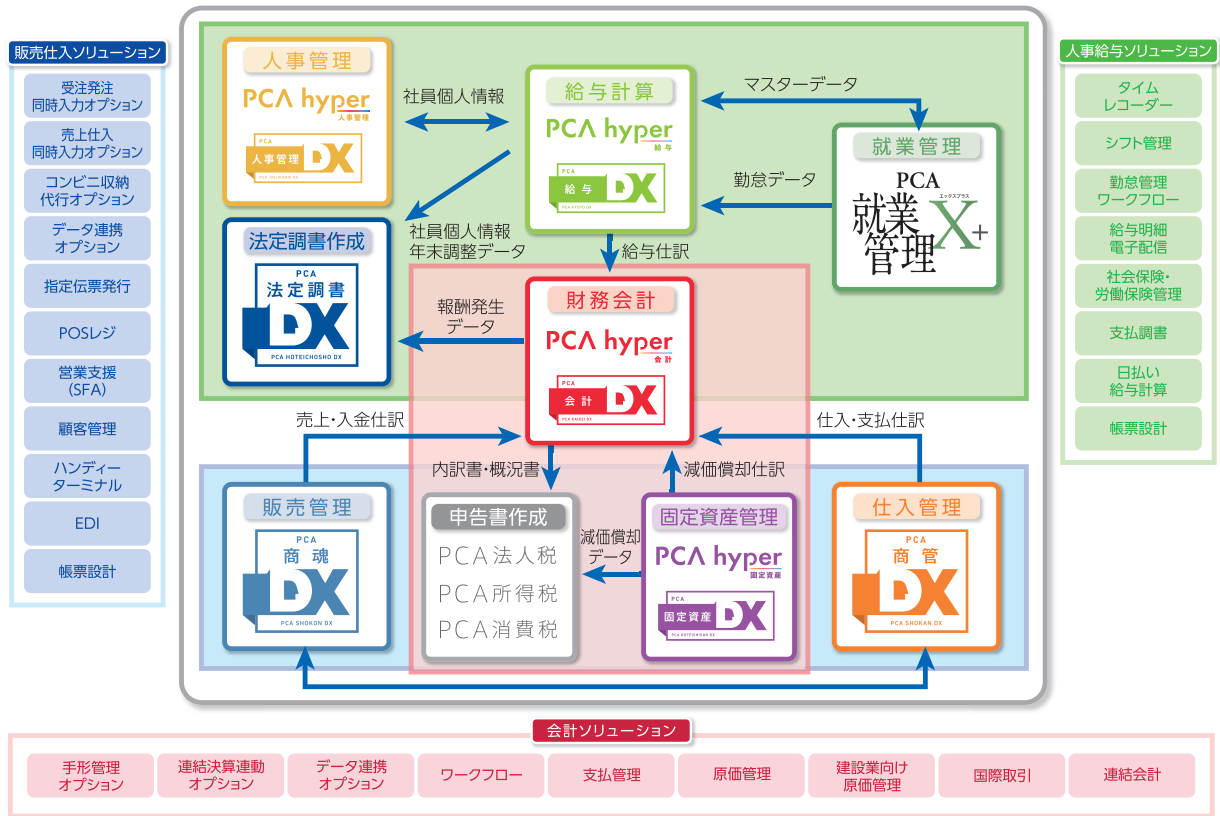 販売仕入ソリューション
受注発注
同時入力オプション
売上仕入
同時入力オプション
コンビニ収納
代行オプション
データ連携
オプション
指定伝票発行
POSレジ
営業支援
(SFA)
顧客管理
ハンディー
ターミナル
EDI
帳票設計
人事管理
PCA hyper
人事管理
PCA
人事管理 DX
社員個人情報
給与計算
PCA hyper
給与
PCA
給与 DX
PCA KYUYO DX
マスターデータ
勤怠データ
就業管理
PCA
就業
管理
エックスプラス
X+
法定調書作成
PCA
法定調書
DX
PCA HOTEICHOSHO DX
社員個人情報
年末調整データ
給与仕訳
報酬発生
データ
財務会計
PCA hyper
会計
PCA
会計 DX
PCA KAIKEI DX
売上・入金仕訳
仕入・支払仕訳
内訳書・概況書
減価償却仕訳
販売管理
PCA
商魂
DX
PCA SHOKON DX
申告書作成
PCA法人税
PCA所得税
PCA消費税
減価償却
データ
固定資産管理
PCA hyper
固定資産
PCA
固定資産 DX
PCA KOTEISHISAN DX
仕入管理
PCA
商管
DX
PCA SHOKAN DX
人事給与ソリューション
タイム
レコーダー
シフト管理
勤怠管理
ワークフロー
給与明細
電子配信
社会保険・
労働保険管理
支払調書
日払い
給与計算
帳票設計
会計ソリューション
手形管理
オプション
連結決算連動
オプション
データ連携
オプション
ワークフロー
支払管理
原価管理
建設業向け
原価管理
国際取引
連結会計